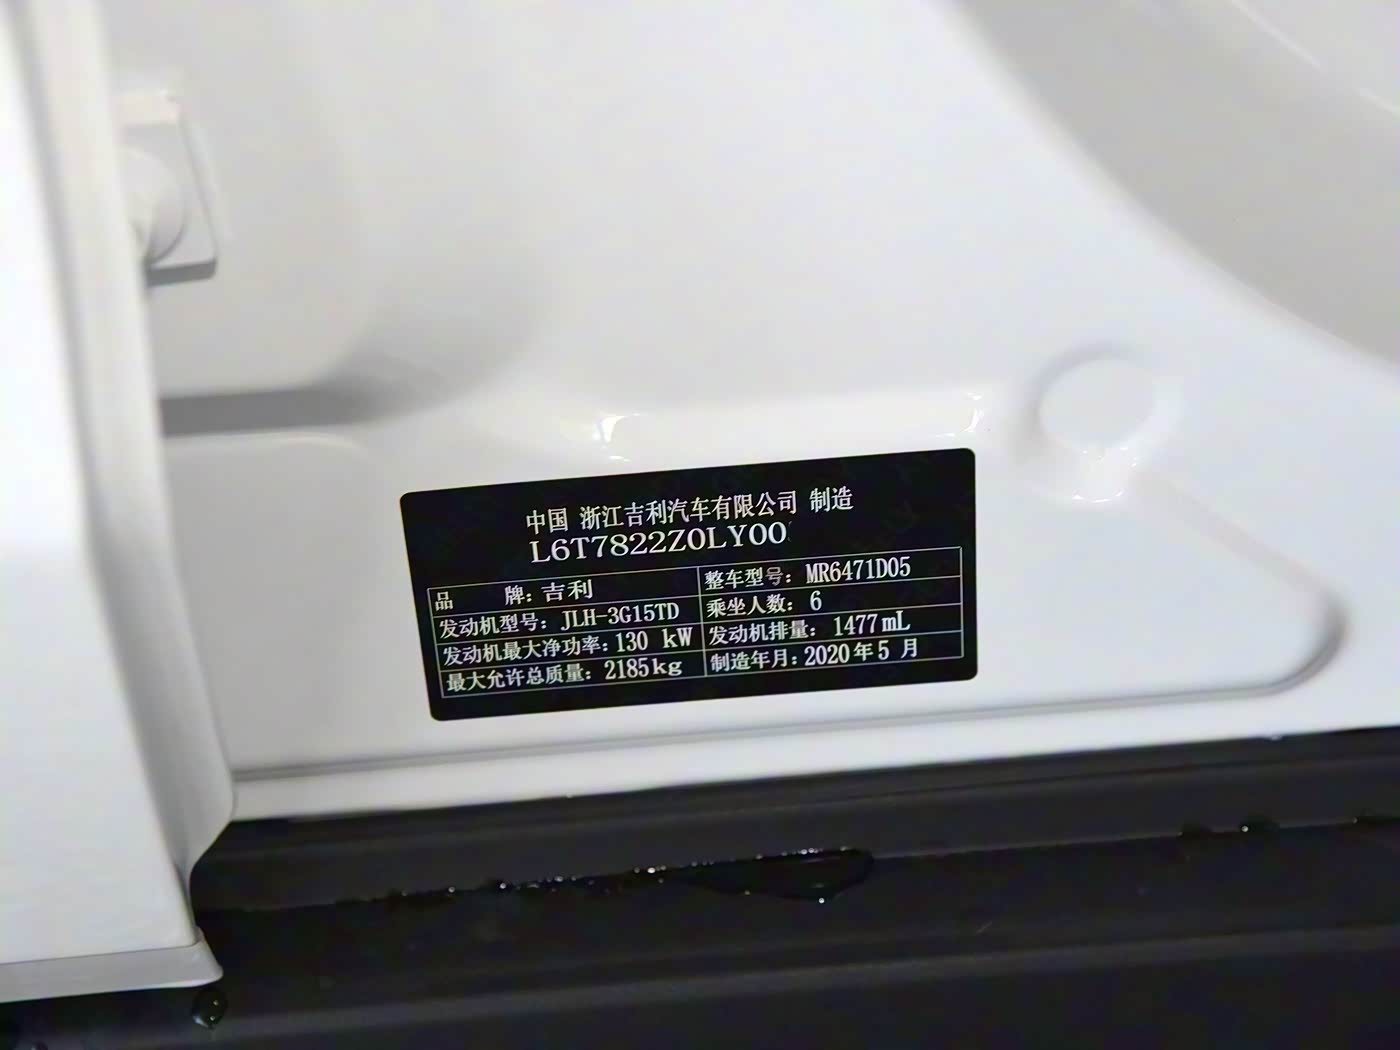 中国 浙江吉利汽车有限公司 制造
L6T7822Z0LY00
品 牌: 吉利 整车型号: MR6471D05
发动机型号: JLH-3G15TD 乘坐人数: 6
发动机最大净功率: 130 kW 发动机排量: 1477mL
最大允许总质量: 2185kg 制造年月: 2020年5月